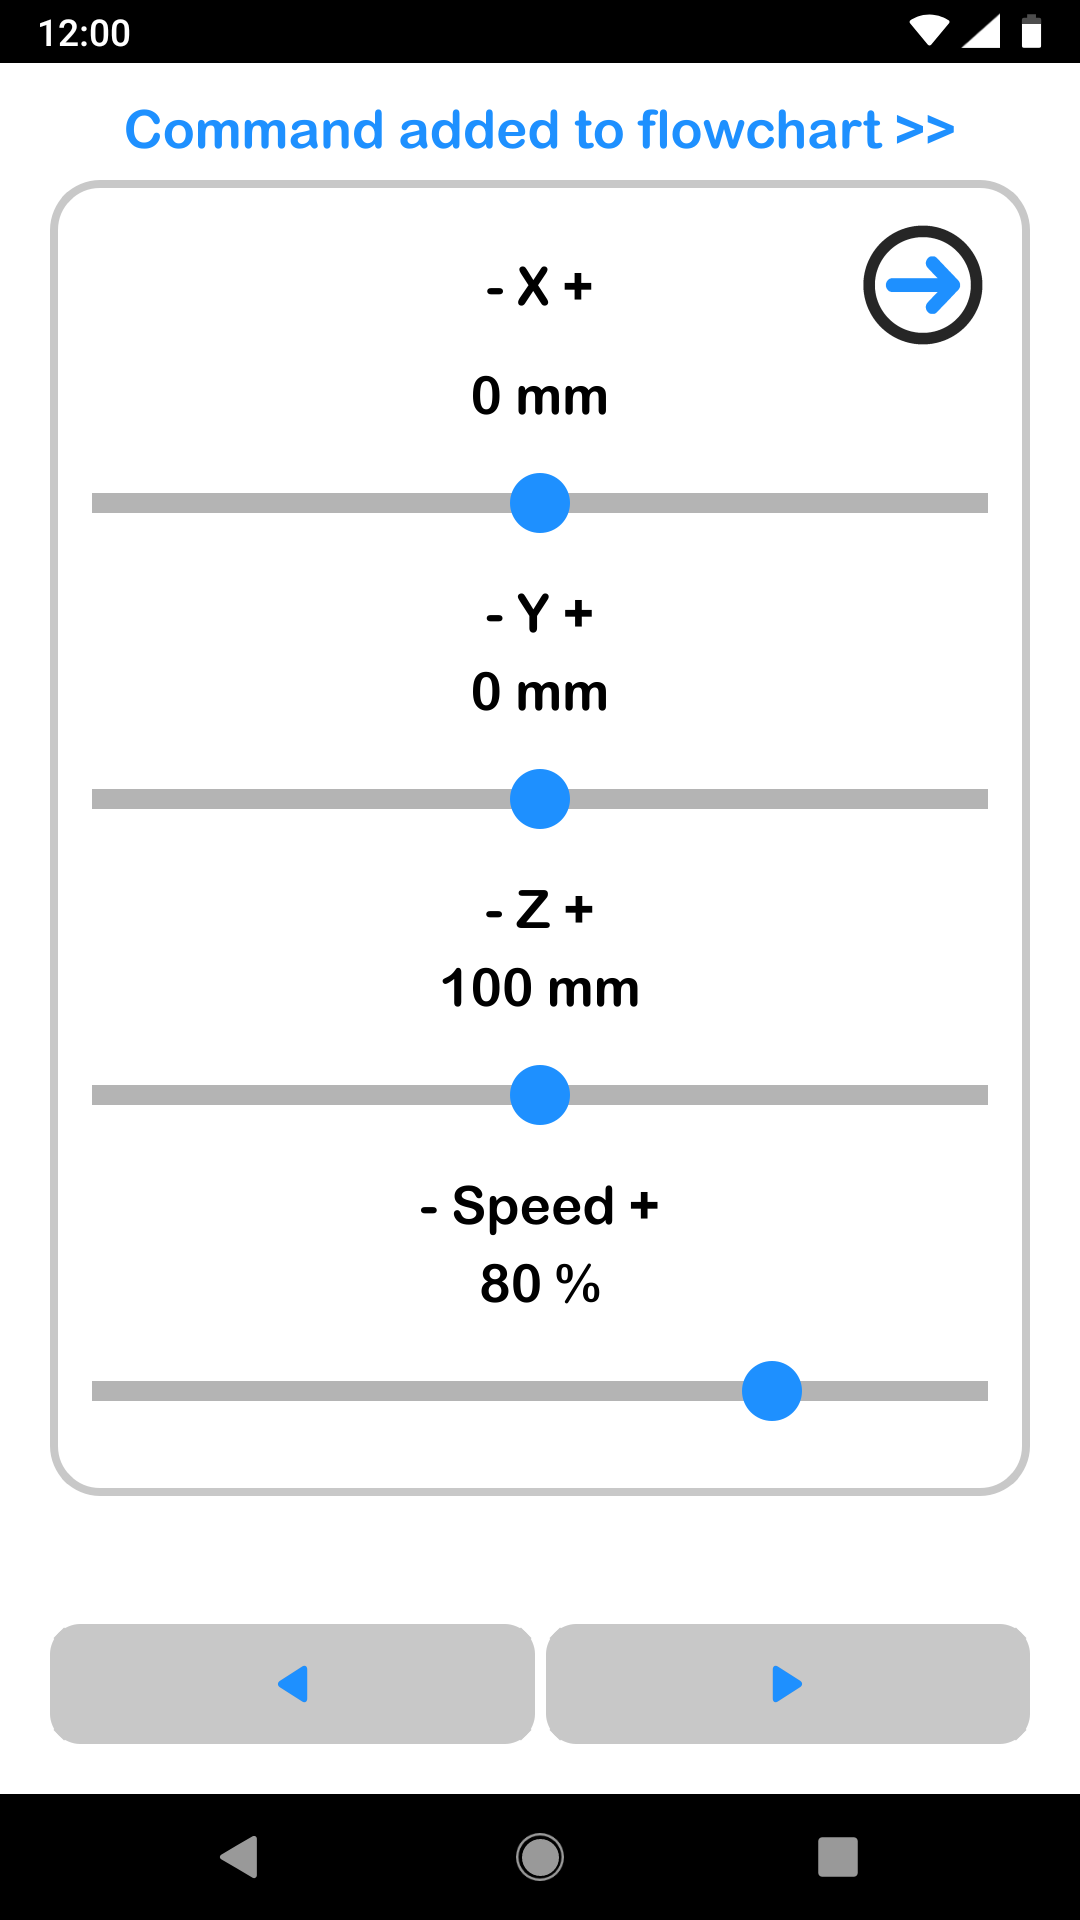 12:00
Command added to flowchart >>
- X +
0 mm
- Y +
0 mm
- Z +
100 mm
- Speed +
80 %